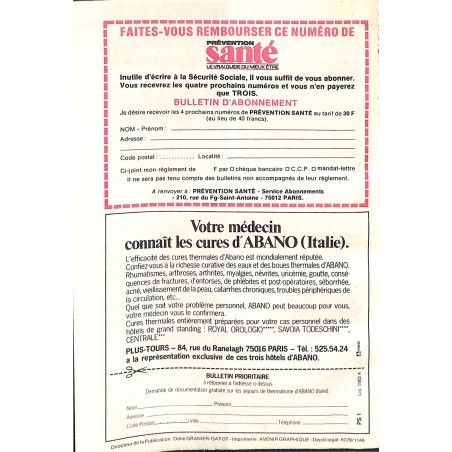 FAITES-VOUS REMBOURSER CE NUMÉRO DE
PRÉVENTION
santé
LE VRAI GUIDE DU MIEUX ÊTRE
Inutile d'écrire à la Sécurité Sociale, il vous suffit de vous abonner.
Vous recevrez les quatre prochains numéros et vous n'en payerez
que TROIS.
BULLETIN D'ABONNEMENT
Je désire recevoir les 4 prochains numéros de PRÉVENTION SANTÉ au tarif de 30 F
(au lieu de 40 francs).
NOM - Prénom :
Adresse :
Code postal : ........... Localité :
Ci-joint mon règlement de F par □ chèque bancaire □ C.C.P. □ mandat-lettre
Il ne sera pas tenu compte des bulletins non accompagnés de leur règlement.
A renvoyer à : PRÉVENTION SANTÉ - Service Abonnements
- 210, rue du Fg-Saint-Antoine - 75012 PARIS.
Votre médecin
connaît les cures d'ABANO (Italie).
L'efficacité des cures thermales d'Abano est mondialement réputée.
Confiez-vous à la richesse curative des eaux et des boues thermales d'ABANO.
Rhumatismes, arthroses, arthrites, myalgies, névrites, uricémie, goutte, consé-
quences de fractures, d'entorses, de phlébites et post-opératoires, séborrhée,
acné, vieillissement de la peau, catarrhes chroniques, troubles périphériques de
la circulation, etc...
Quel que soit votre problème personnel, ABANO peut beaucoup pour vous,
votre médecin vous le confirmera.
Cures thermales entièrement préparées pour votre cas personnel dans des
hôtels de grand standing : ROYAL OROLOGIO*****, SAVOIA TODESCHINI****,
CENTRALE***
PLUS-TOURS – 84, rue du Ranelagh 75016 PARIS – Tél. : 525.54.24
a la représentation exclusive de ces trois hôtels d'ABANO.
BULLETIN PRIORITAIRE
à retourner à l'adresse ci-dessus
Demande de documentation gratuite sur les séjours de thermalisme d'ABANO (Italie).
Nom Prénom
Adresse
Code Postal Ville Téléphone
PS 1
Lic. 1163 A
Directeur de la Publication : Odile GRANIER-GAYOT - Imprimerie : AVENIR GRAPHIQUE - Dépôt légal : 6229/1146.